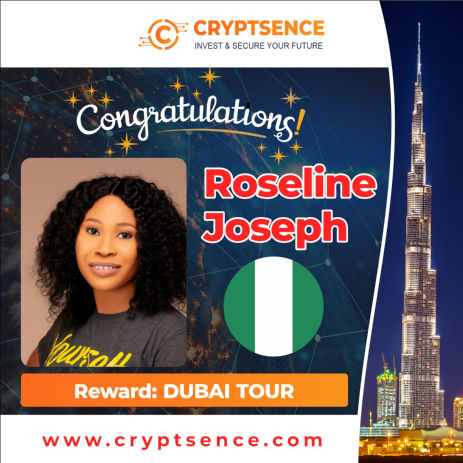 CRYPTSENCE
INVEST & SECURE YOUR FUTURE
Congratulations!
Roseline
Joseph
Reward: DUBAI TOUR
www.cryptsence.com